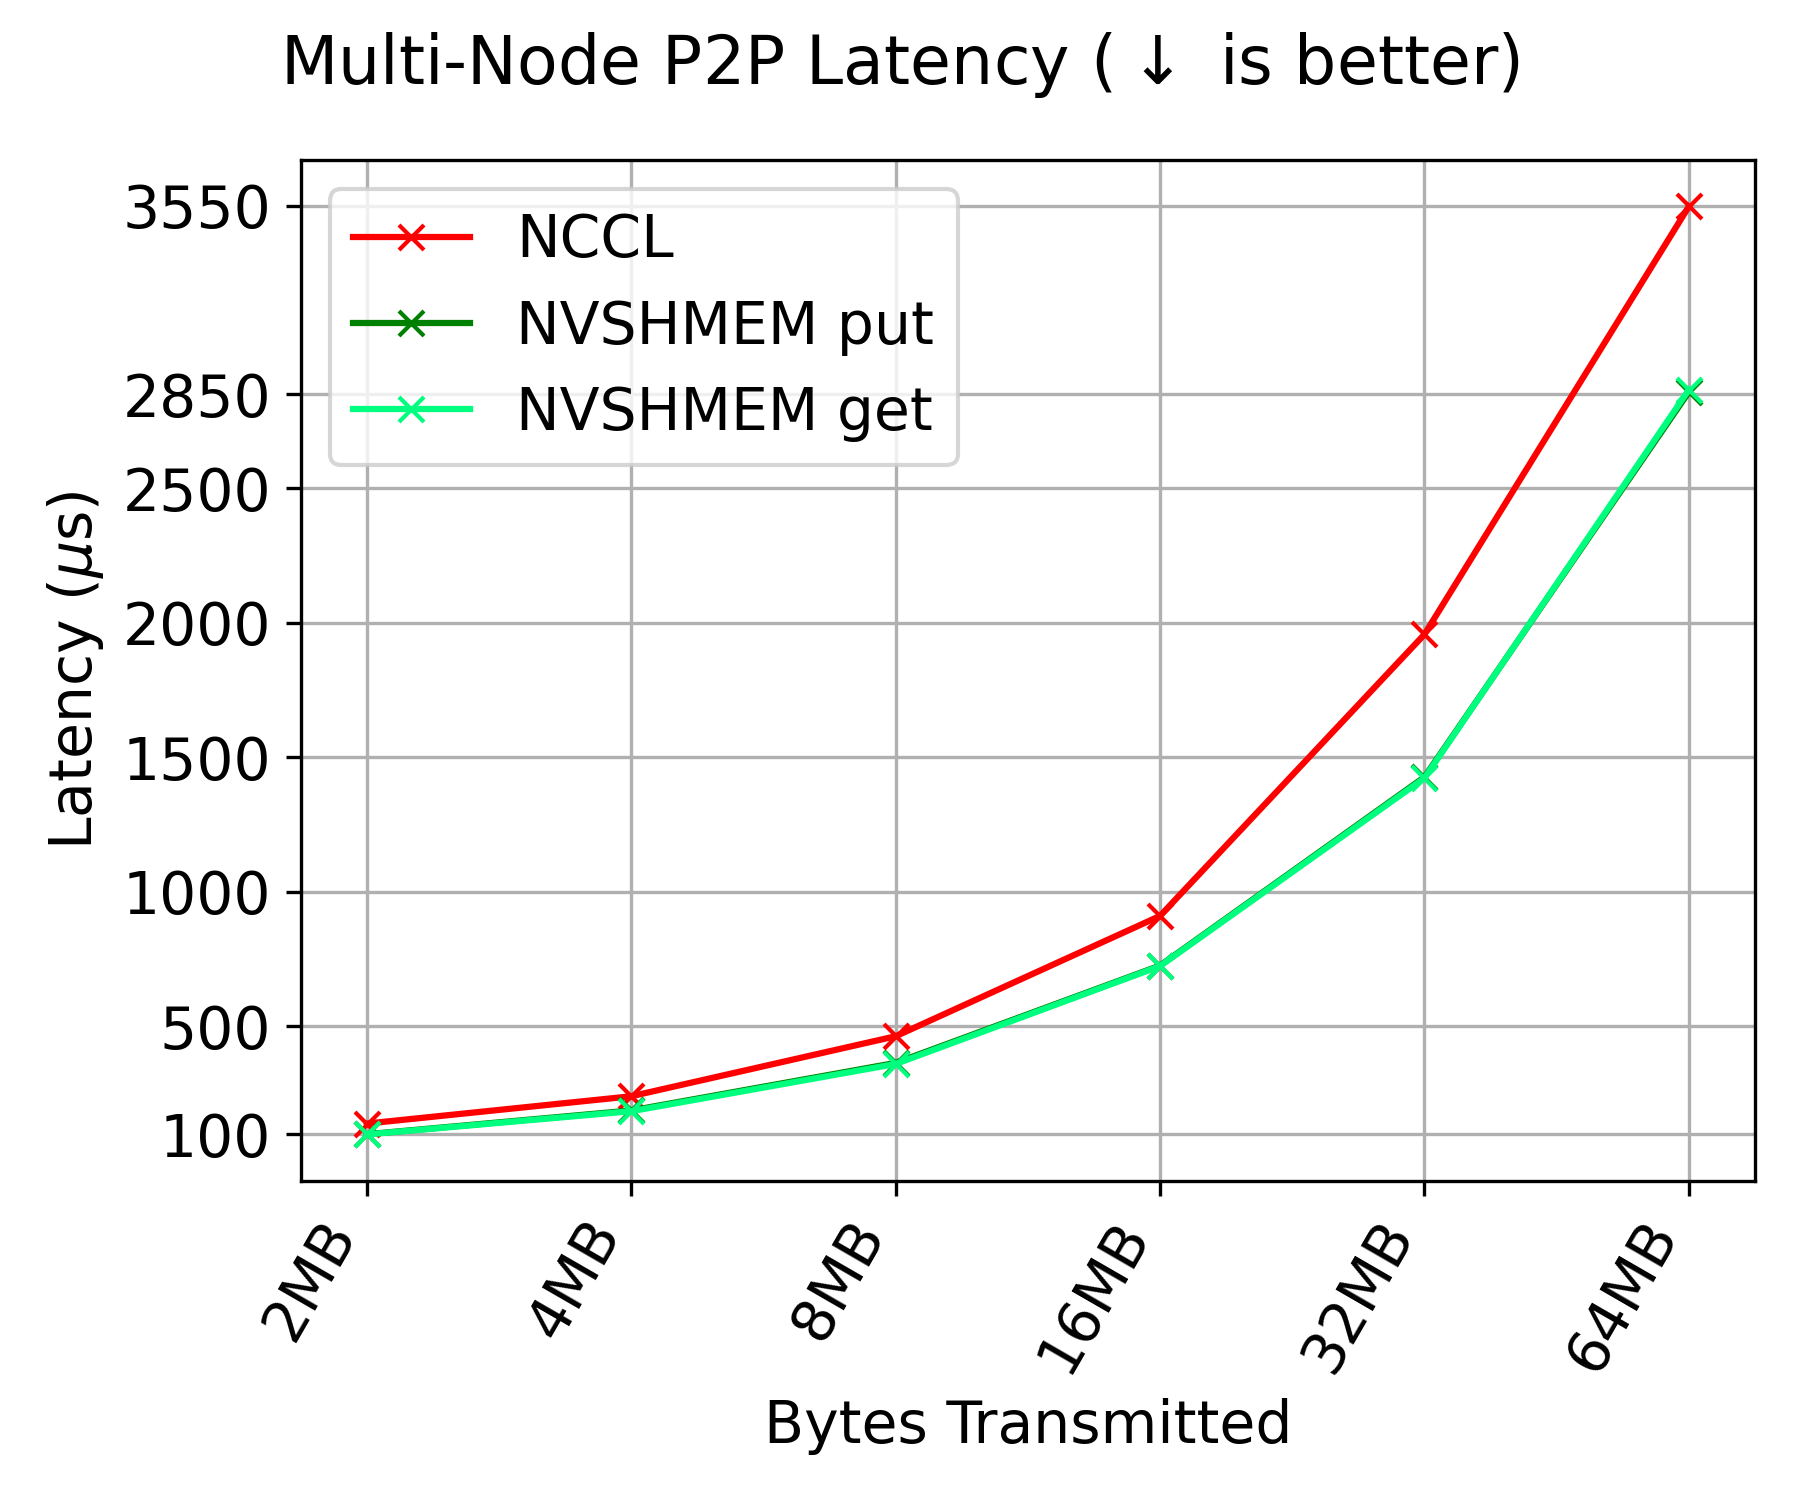 Multi-Node P2P Latency (↓ is better)
NCCL
NVSHMEM put
NVSHMEM get
Latency (μs)
3550
2850
2500
2000
1500
1000
500
100
2MB
4MB
8MB
16MB
32MB
64MB
Bytes Transmitted